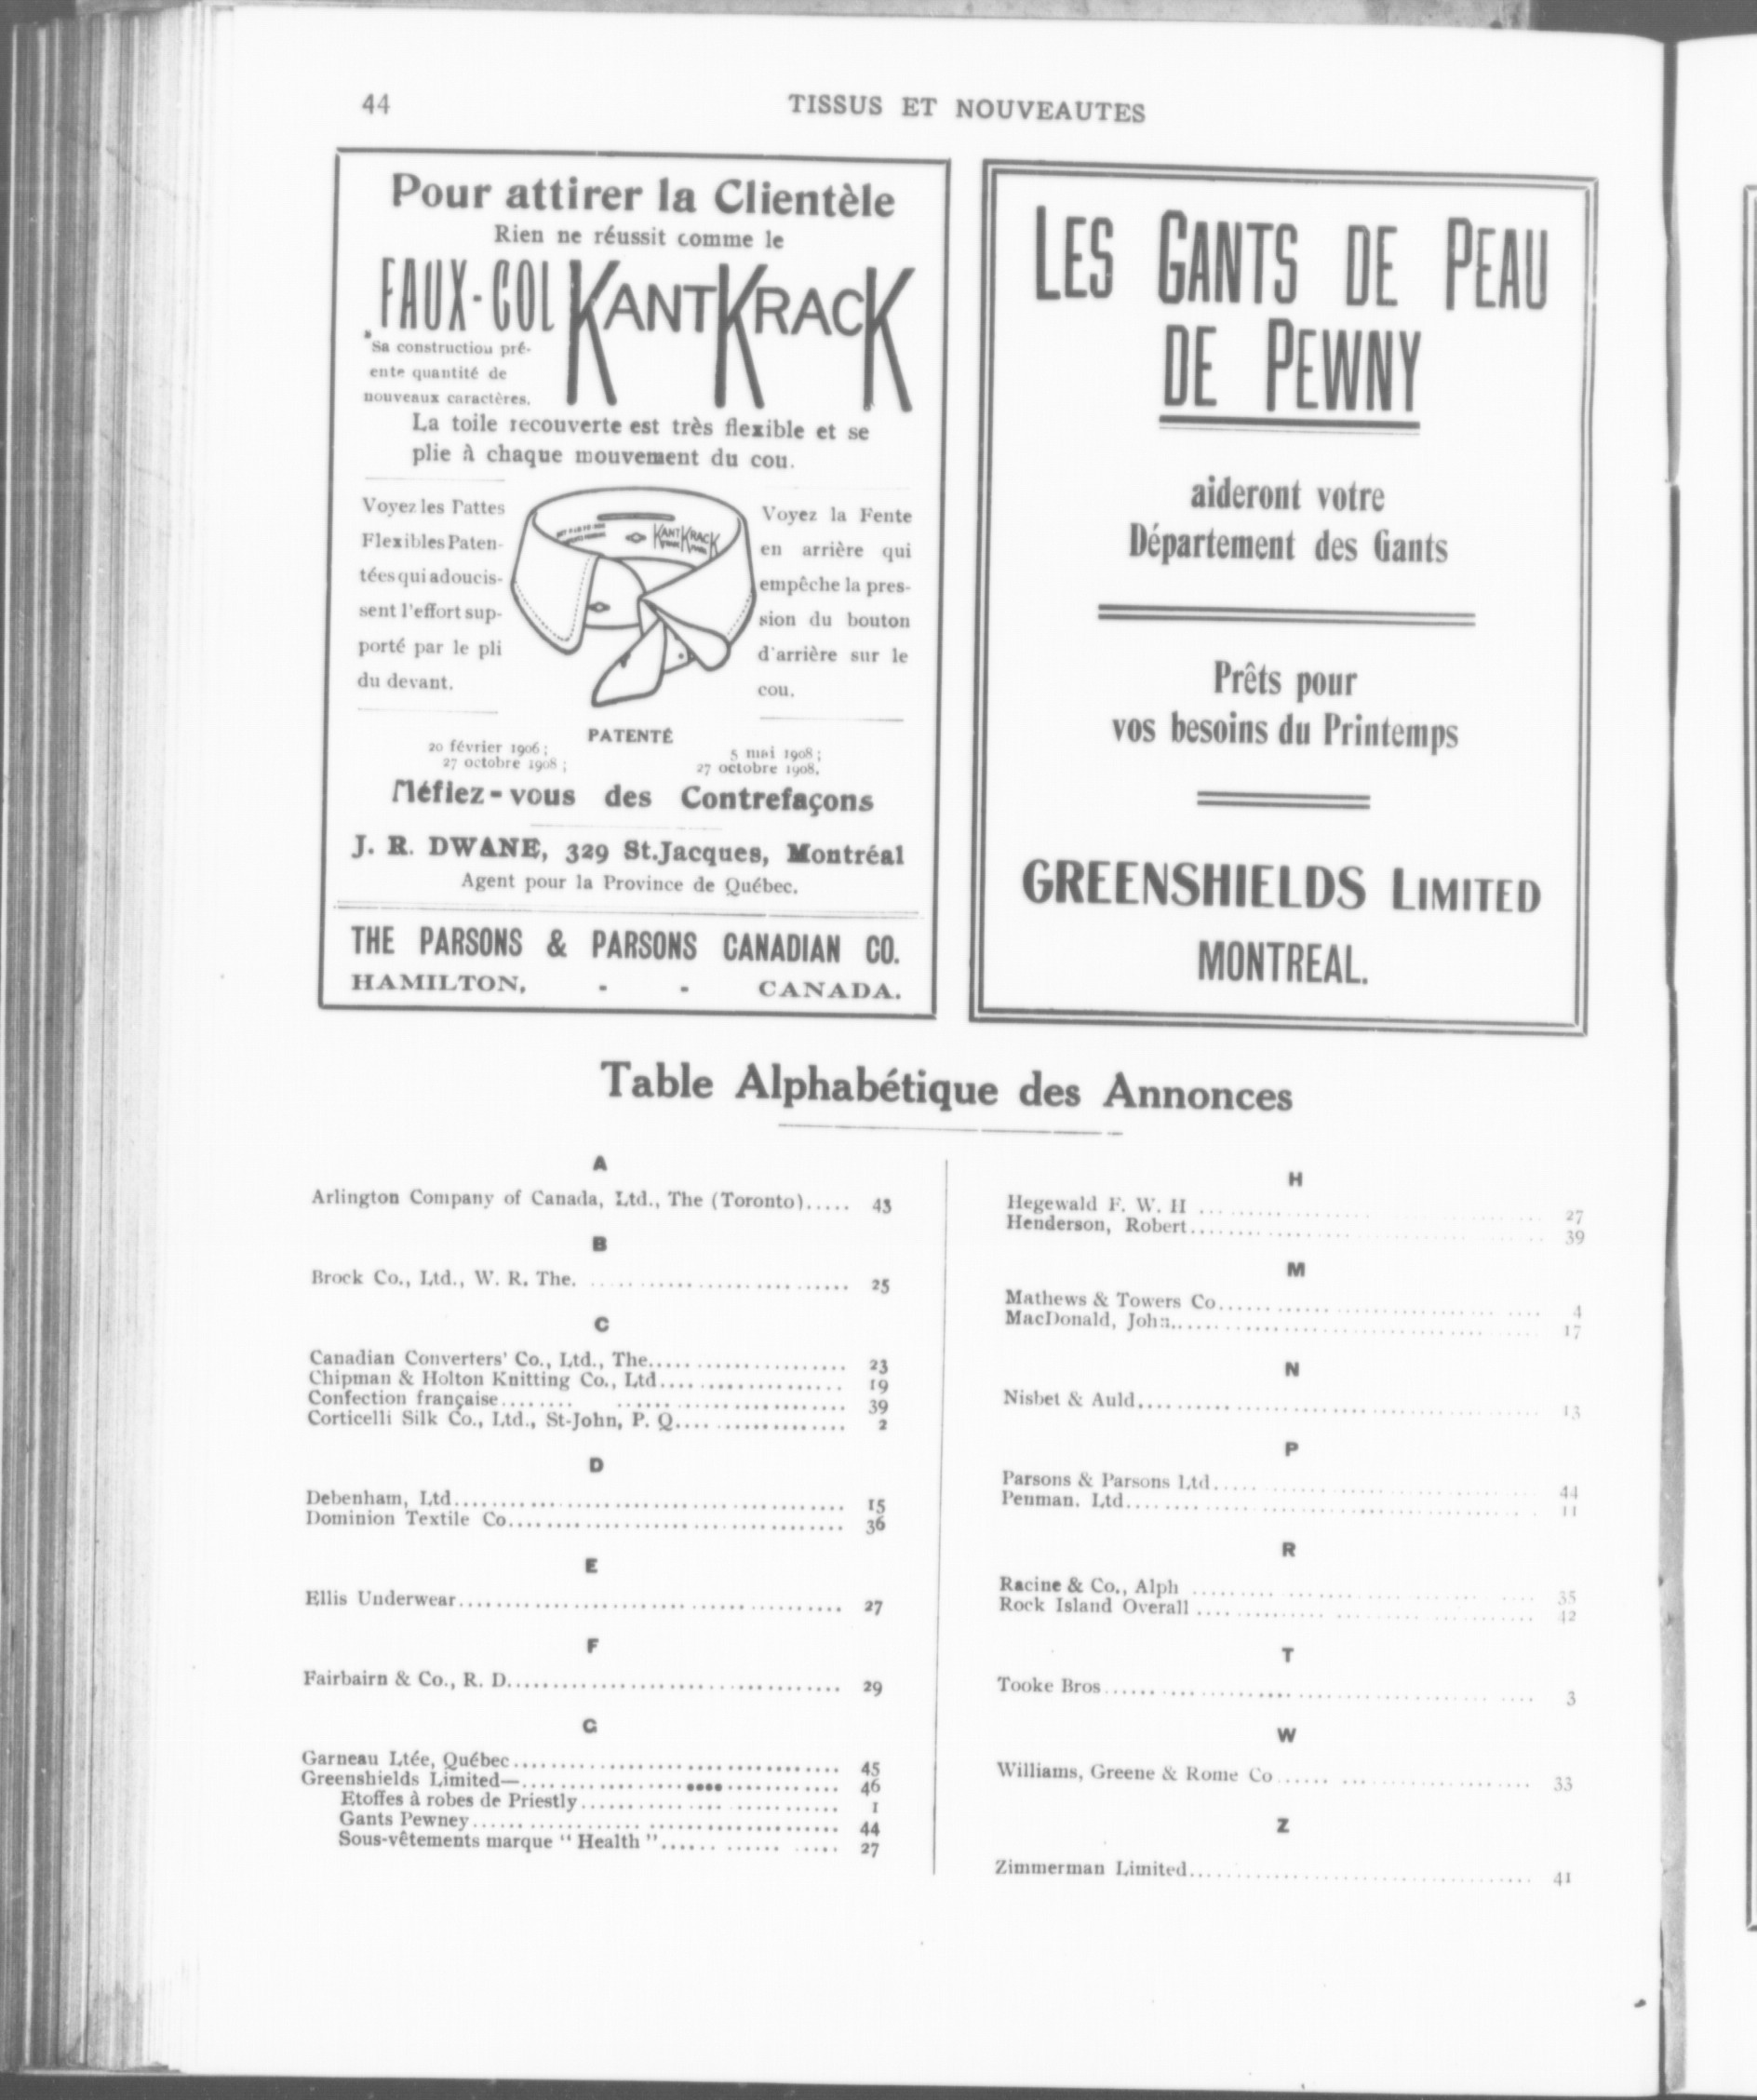 44
TISSUS ET NOUVEAUTES
Pour attirer la Clientèle
Rien ne réussit comme le
FAUX-COL KANTKRACK
Sa construction pré-
ente quantité de
nouveaux caractères.
La toile recouverte est très flexible et se
plie à chaque mouvement du cou.
Voyez les Pattes
Flexibles Paten-
tées qui adoucis-
sent l'effort sup-
porté par le pli
du devant.
KANTKRACK
Voyez la Fente
en arrière qui
empêche la pres-
sion du bouton
d'arrière sur le
cou.
PATENTÉ
20 février 1906;
27 octobre 1908;
5 mai 1908;
27 octobre 1908.
Méfiez-vous des Contrefaçons
J. R. DWANE, 329 St.Jacques, Montréal
Agent pour la Province de Québec.
THE PARSONS & PARSONS CANADIAN CO.
HAMILTON, - - CANADA.
LES GANTS DE PEAU
DE PEWNY
aideront votre
Département des Gants
Prêts pour
vos besoins du Printemps
GREENSHIELDS LIMITED
MONTREAL.
Table Alphabétique des Annonces
A
Arlington Company of Canada, Ltd., The (Toronto)..... 43
B
Brock Co., Ltd., W. R. The. ............................ 25
C
Canadian Converters' Co., Ltd., The..................... 23
Chipman & Holton Knitting Co., Ltd.................... 19
Confection française........ ........................ 39
Corticelli Silk Co., Ltd., St-John, P. Q.................. 2
D
Debenham, Ltd.......................................... 15
Dominion Textile Co.................................... 36
E
Ellis Underwear......................................... 27
F
Fairbairn & Co., R. D................................... 29
G
Garneau Ltée, Québec................................... 45
Greenshields Limited—.................................. 46
Etoffes à robes de Priestly............................ 1
Gants Pewney....................................... 44
Sous-vêtements marque " Health "...... ...... ..... 27
H
Hegewald F. W. H .................................... 27
Henderson, Robert..................................... 39
M
Mathews & Towers Co.................................. 4
MacDonald, John....................................... 17
N
Nisbet & Auld........................................... 13
P
Parsons & Parsons Ltd.................................. 44
Penman. Ltd............................................ 11
R
Racine & Co., Alph .................................... 35
Rock Island Overall .................................... 42
T
Tooke Bros.............................................. 3
W
Williams, Greene & Rome Co............................ 33
Z
Zimmerman Limited..................................... 41